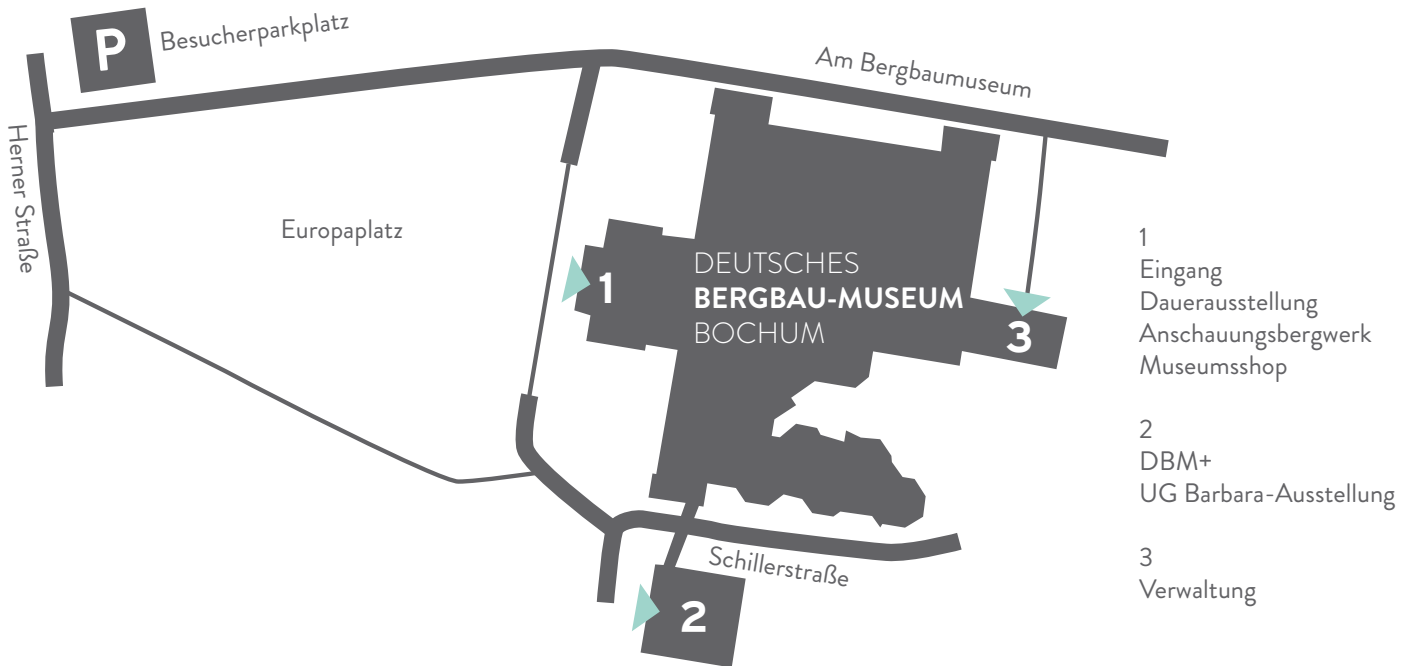 P
Besucherparkplatz
Am Bergbaumuseum
Herner Straße
Europaplatz
1
DEUTSCHES
BERGBAU-MUSEUM
BOCHUM
3
Schillerstraße
2
1
Eingang
Dauerausstellung
Anschauungsbergwerk
Museumsshop
2
DBM+
UG Barbara-Ausstellung
3
Verwaltung